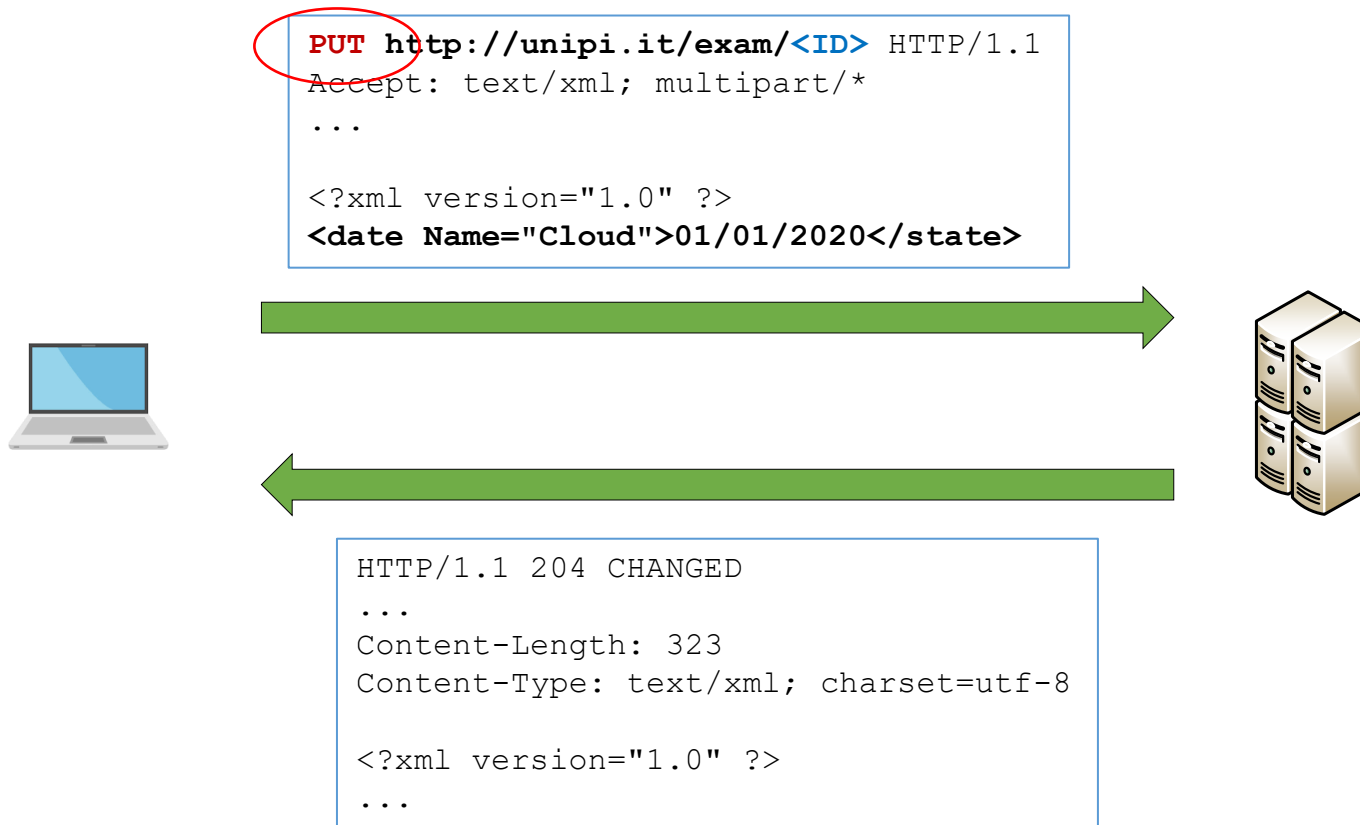 PUT http://unipi.it/exam/<ID> HTTP/1.1
Accept: text/xml; multipart/*
...
<?xml version="1.0" ?>
<date Name="Cloud">01/01/2020</state>
HTTP/1.1 204 CHANGED
...
Content-Length: 323
Content-Type: text/xml; charset=utf-8
<?xml version="1.0" ?>
...